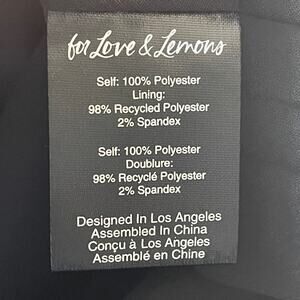 for Love & Lemons
Self: 100% Polyester
Lining:
98% Recycled Polyester
2% Spandex
Self: 100% Polyester
Doublure:
98% Recyclé Polyester
2% Spandex
Designed In Los Angeles
Assembled In China
Conçu à Los Angeles
Assemblé en Chine